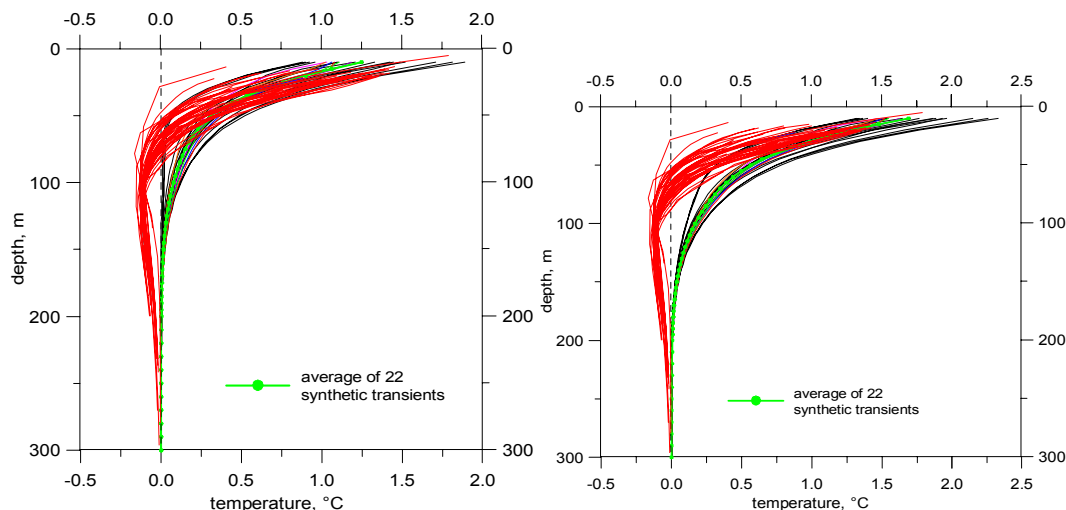 -0.5 0.0 0.5 1.0 1.5 2.0
0 0
100 100
200 200
300 300
depth, m
average of 22
synthetic transients
-0.5 0.0 0.5 1.0 1.5 2.0
temperature, °C
-0.5 0.0 0.5 1.0 1.5 2.0 2.5
0 0
100 100
200 200
300 300
depth, m
average of 22
synthetic transients
-0.5 0.0 0.5 1.0 1.5 2.0 2.5
temperature, °C